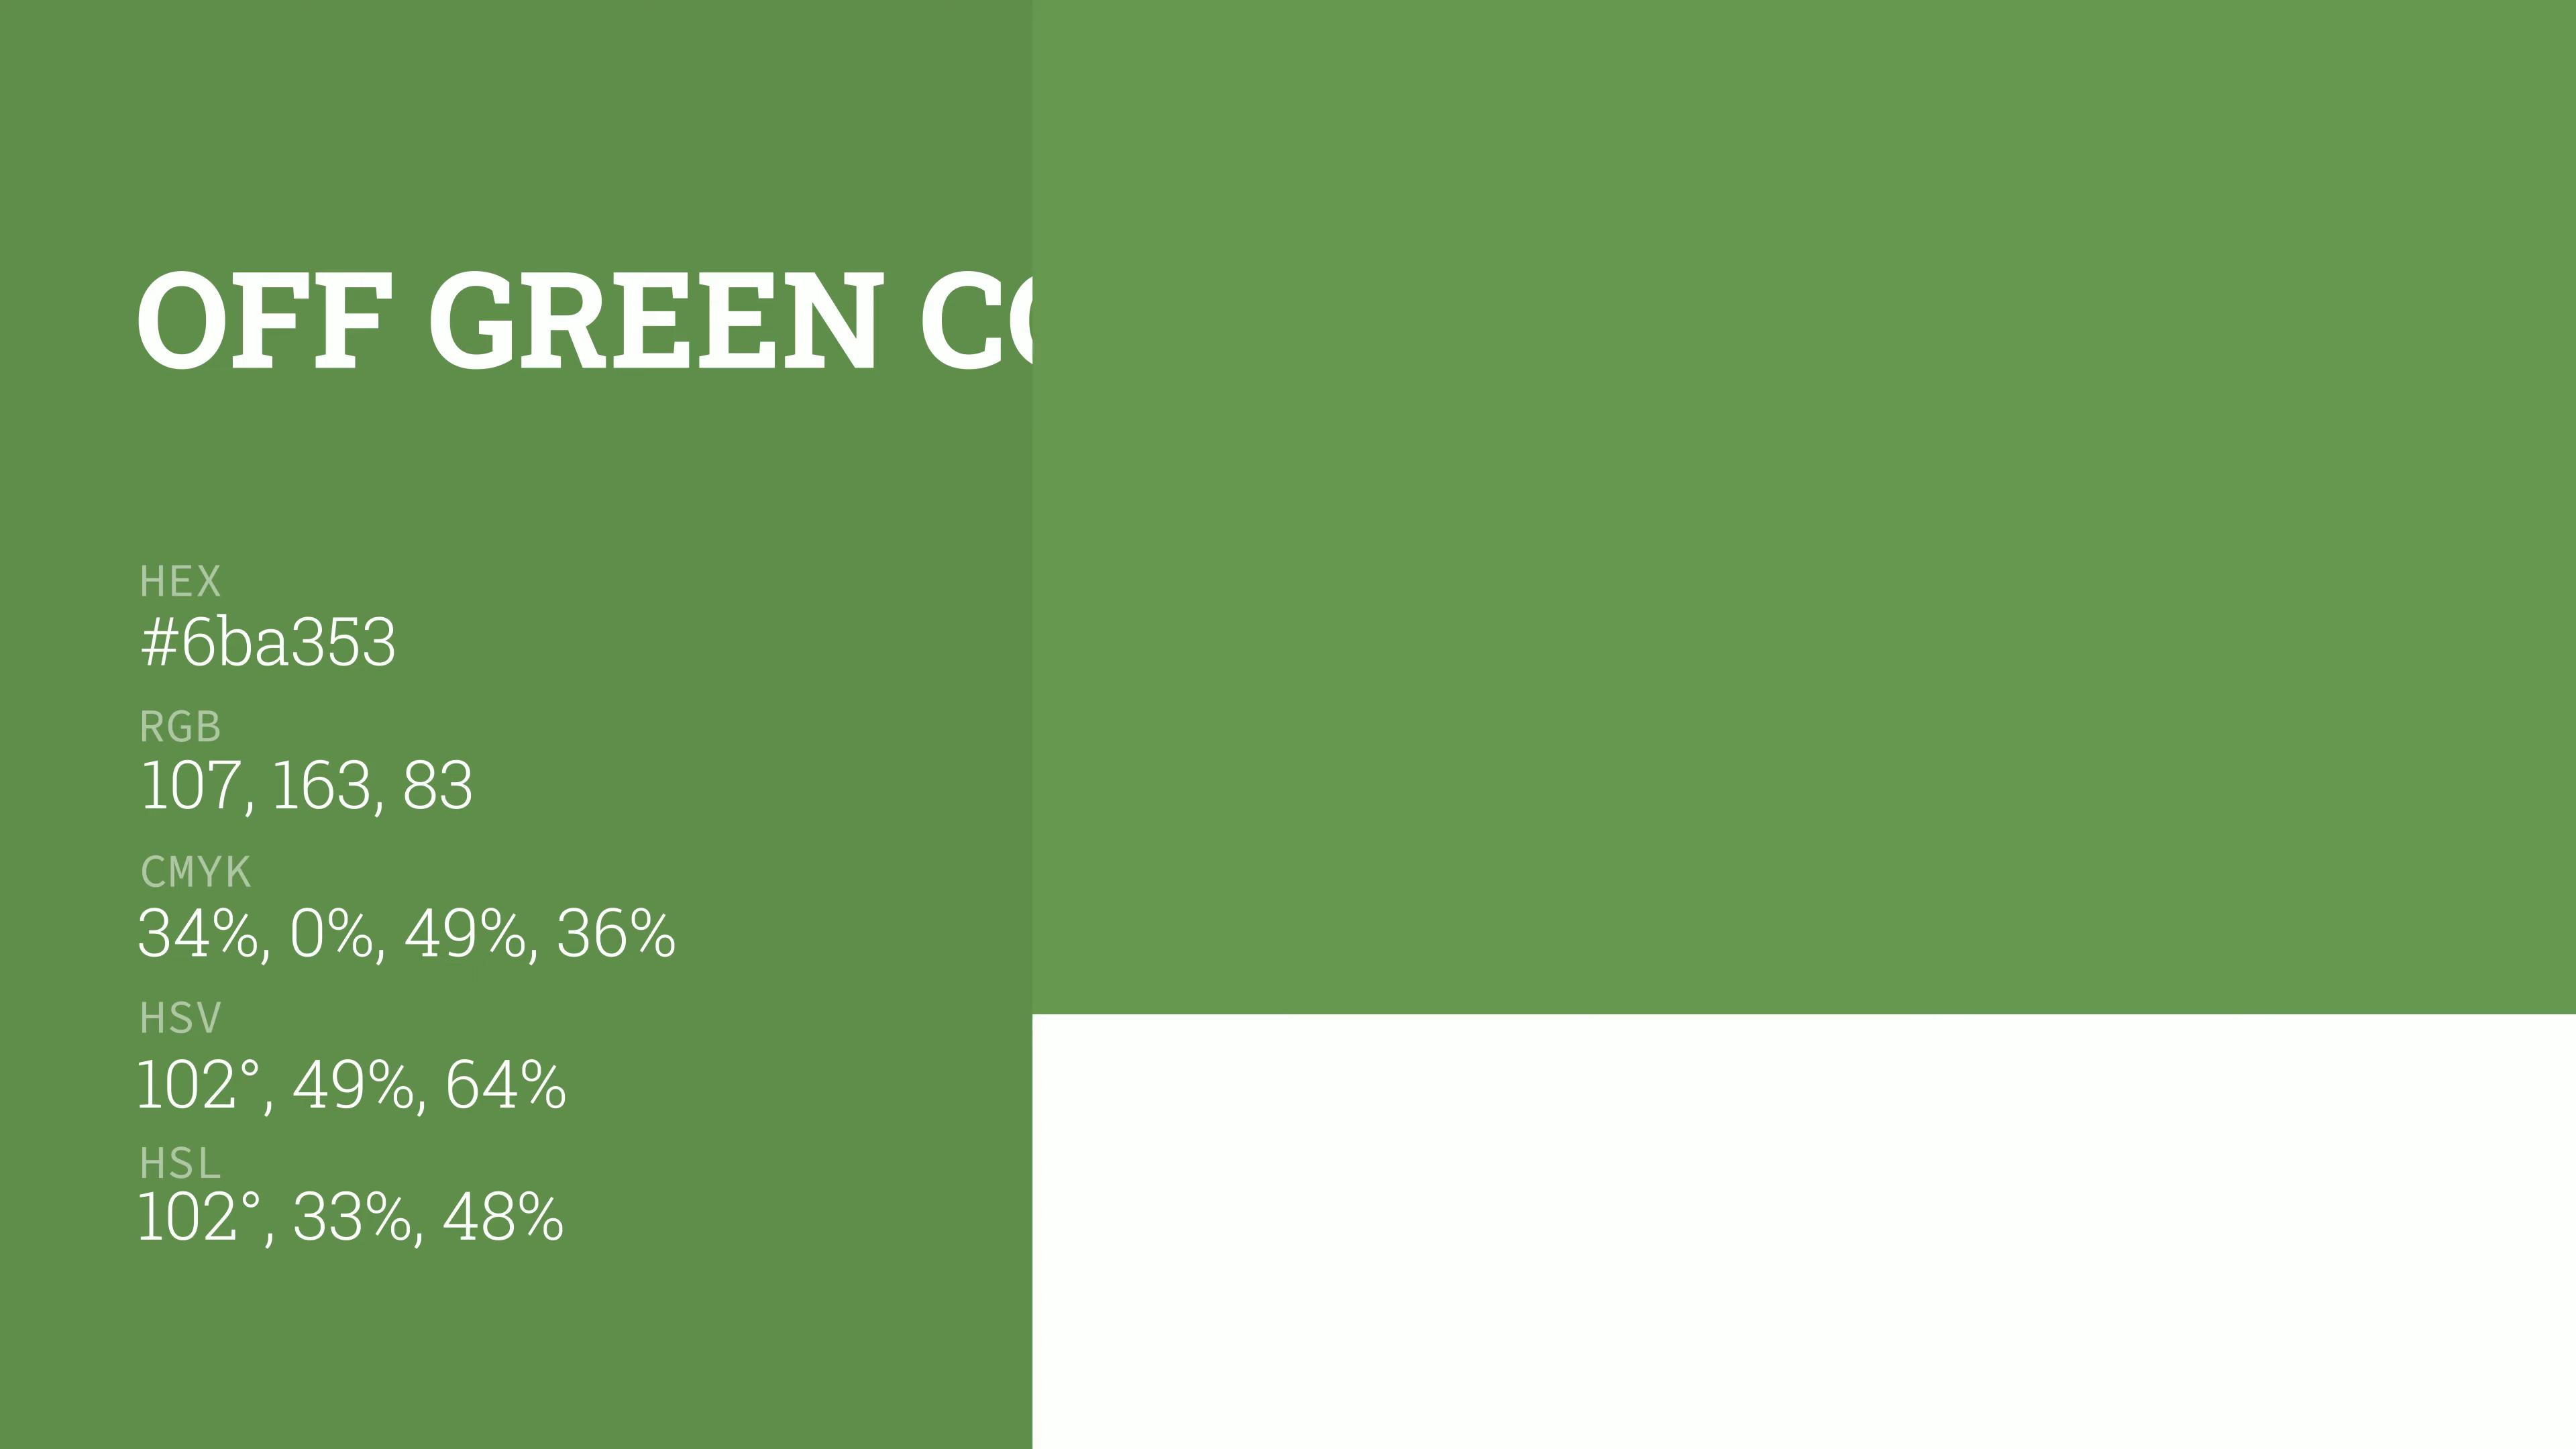 OFF GREEN C
HEX
#6ba353
RGB
107, 163, 83
CMYK
34%, 0%, 49%, 36%
HSV
102°, 49%, 64%
HSL
102°, 33%, 48%